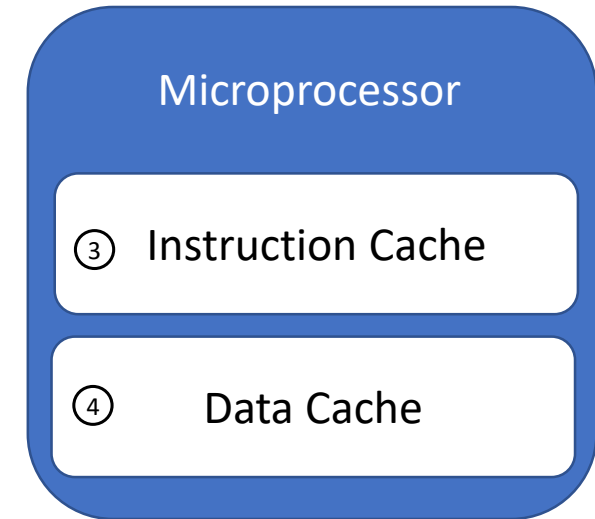 Microprocessor
③ Instruction Cache
④ Data Cache